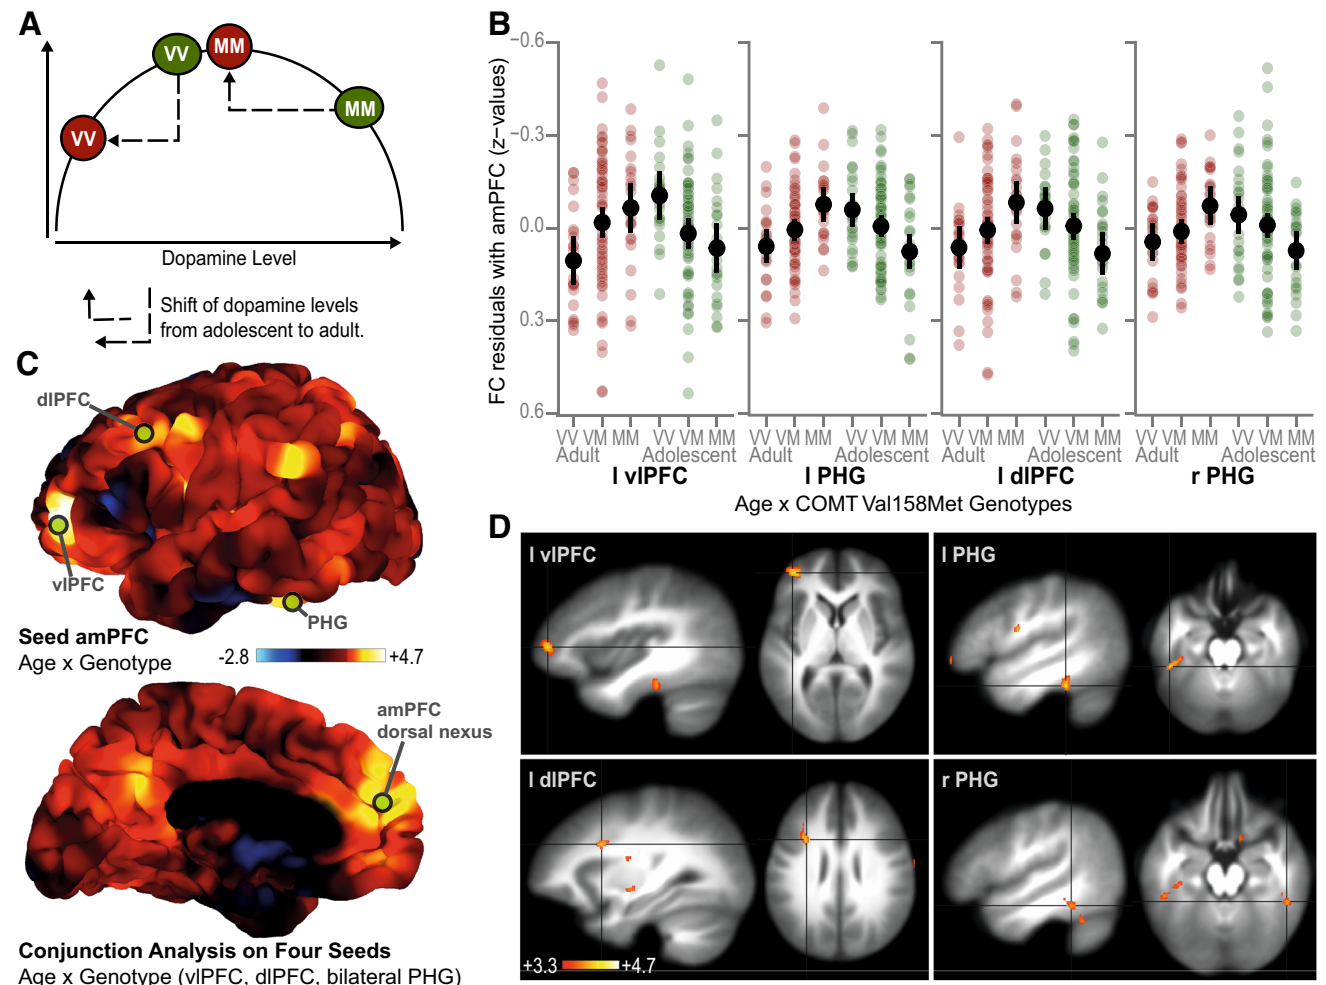 A
VV
MM
VV
MM
Dopamine Level
Shift of dopamine levels
from adolescent to adult.
B
FC residuals with amPFC (z−values)
−0.6
−0.3
0.0
0.3
0.6
VV VM MM VV VM MM
Adult Adolescent
l vlPFC
VV VM MM VV VM MM
Adult Adolescent
l PHG
VV VM MM VV VM MM
Adult Adolescent
l dlPFC
VV VM MM VV VM MM
Adult Adolescent
r PHG
Age x COMT Val158Met Genotypes
C
dlPFC
vlPFC
PHG
Seed amPFC
Age x Genotype
-2.8 +4.7
amPFC
dorsal nexus
Conjunction Analysis on Four Seeds
Age x Genotype (vlPFC, dlPFC, bilateral PHG)
D
l vlPFC
l PHG
l dlPFC
+3.3 +4.7
r PHG